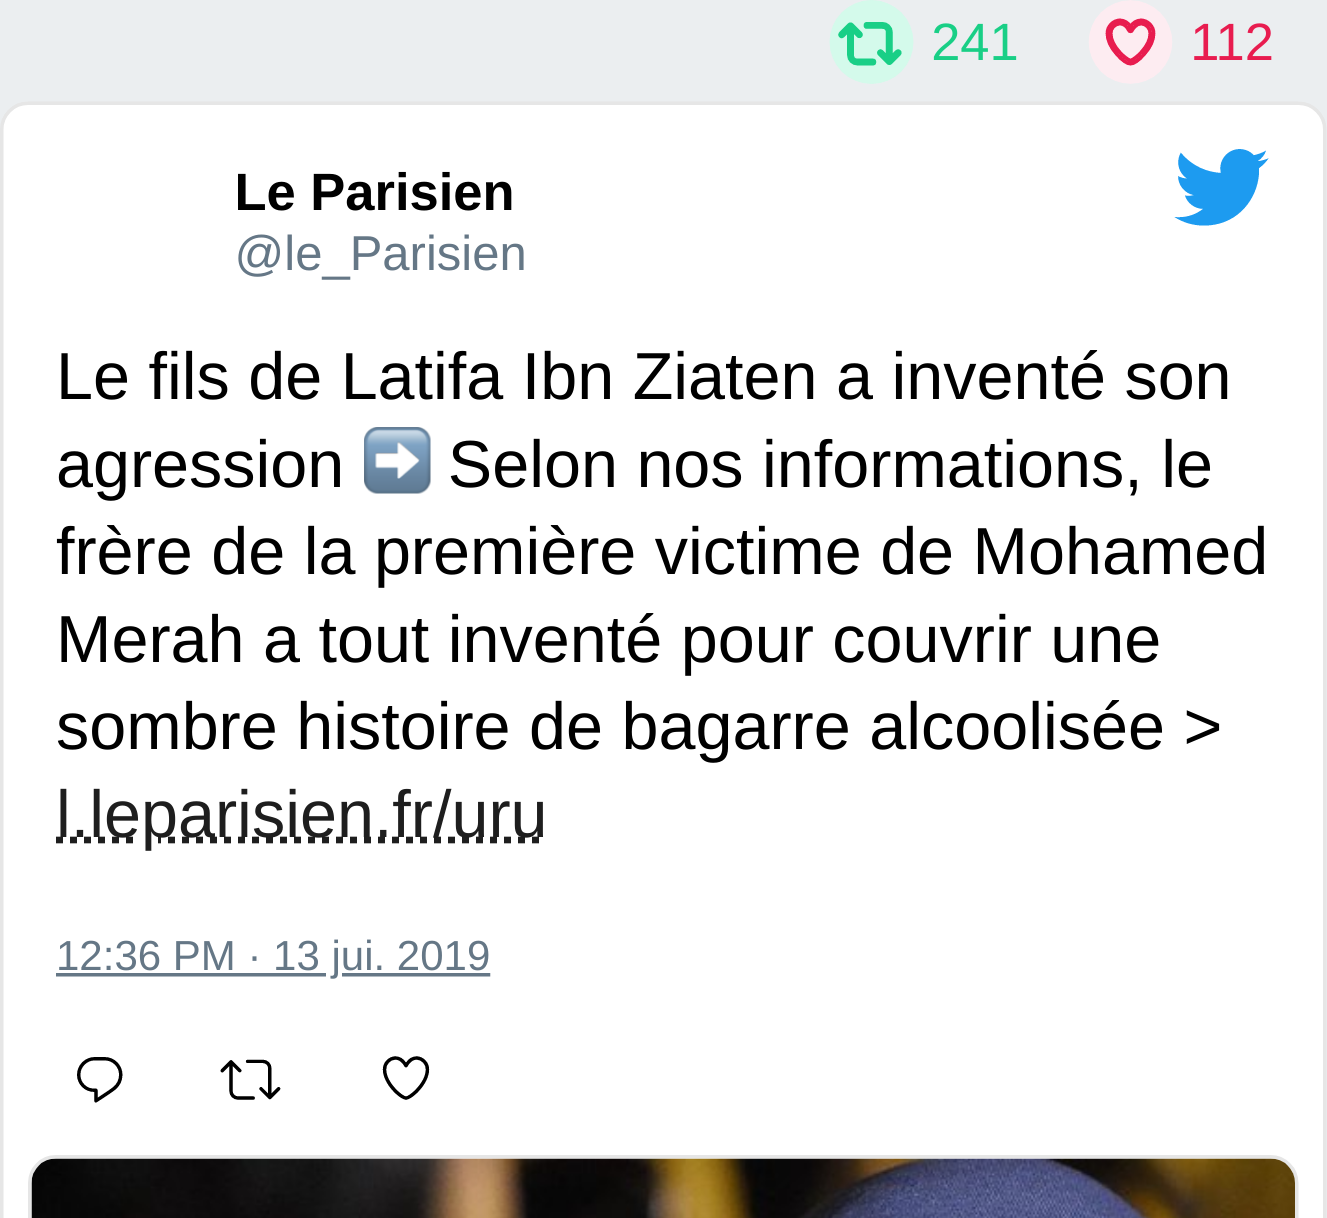 241 112
Le Parisien
@le_Parisien
Le fils de Latifa Ibn Ziaten a inventé son
agression ➡ Selon nos informations, le
frère de la première victime de Mohamed
Merah a tout inventé pour couvrir une
sombre histoire de bagarre alcoolisée >
l.leparisien.fr/uru
12:36 PM · 13 jui. 2019